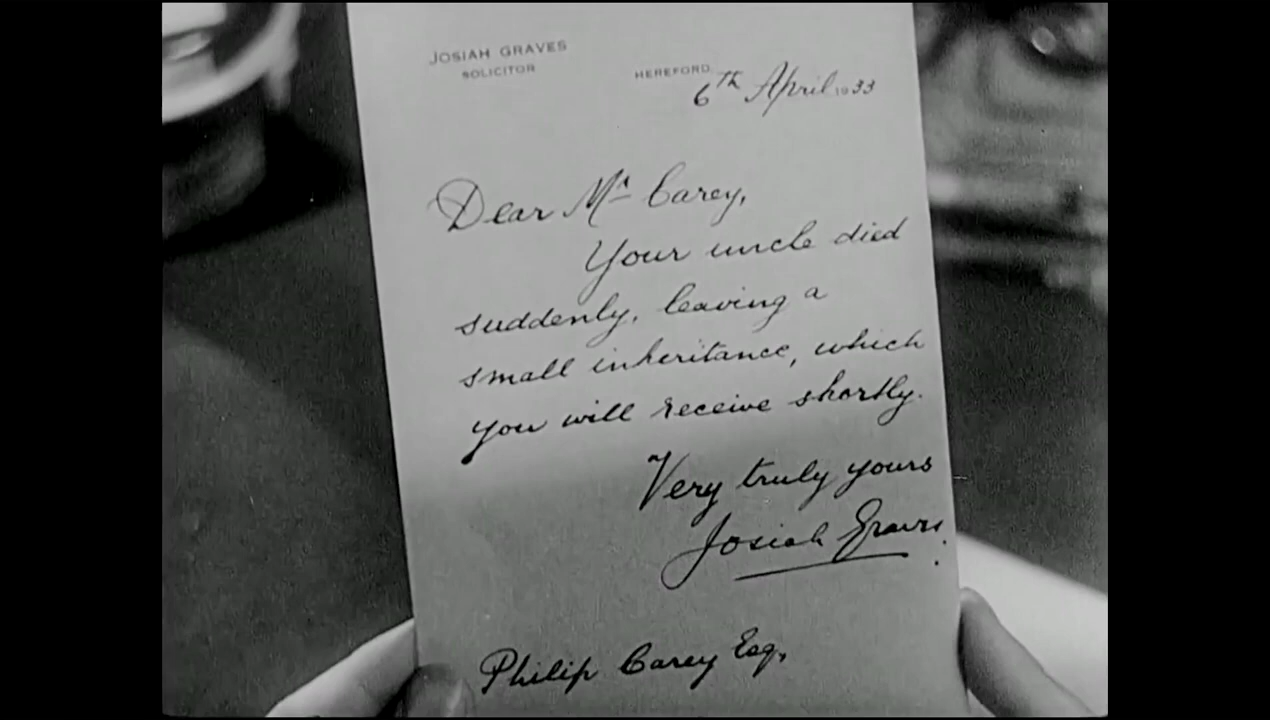 JOSIAH GRAVES
SOLICITOR
HEREFORD,
6th April 1933
Dear Mr Carey,
Your uncle died
suddenly, leaving a
small inheritance, which
you will receive shortly.
Very truly yours
Josiah Graves.
Philip Carey Esq,